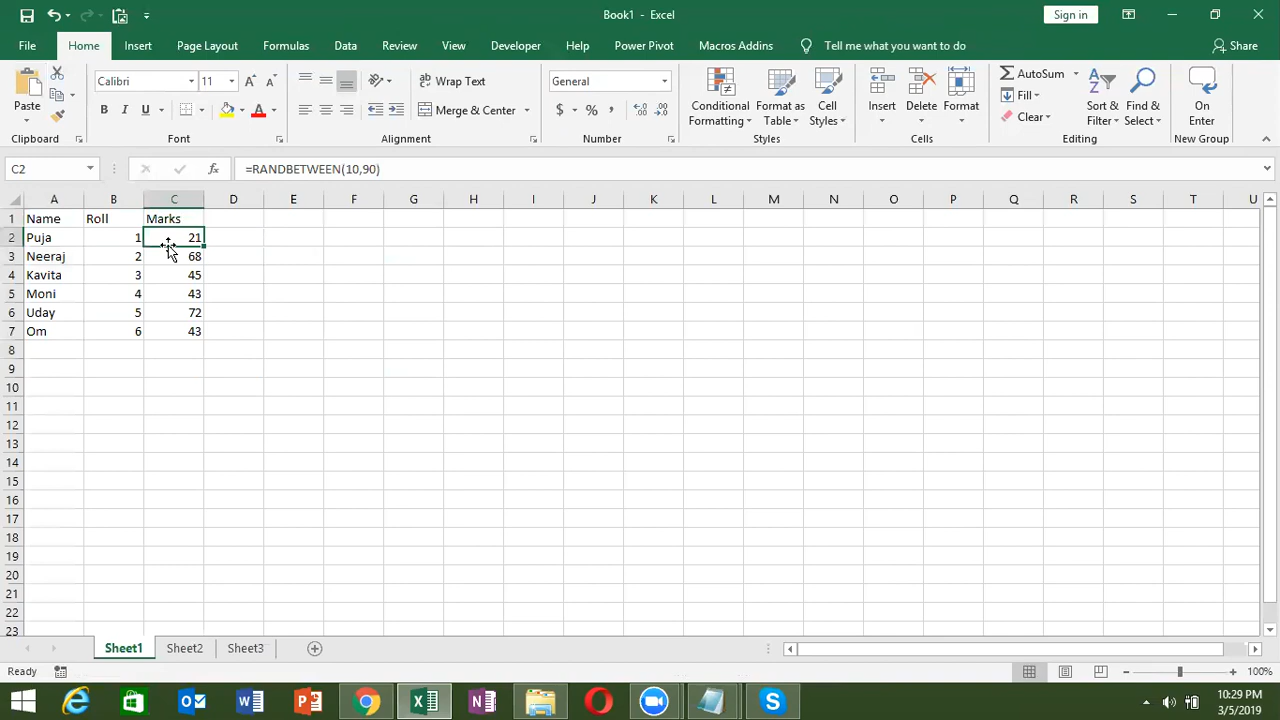 Book1 - Excel
Sign in
File Home Insert Page Layout Formulas Data Review View Developer Help Power Pivot Macros Addins Tell me what you want to do Share
Paste
Calibri 11
B I U
Wrap Text
Merge & Center
General
$ % ,
Conditional Formatting
Format as Table
Cell Styles
Insert
Delete
Format
AutoSum
Fill
Clear
Sort & Filter
Find & Select
On Enter
Clipboard Font Alignment Number Styles Cells Editing New Group
C2 fx =RANDBETWEEN(10,90)
A B C D E F G H I J K L M N O P Q R S T U
1 Name Roll Marks
2 Puja 1 21
3 Neeraj 2 68
4 Kavita 3 45
5 Moni 4 43
6 Uday 5 72
7 Om 6 43
8
9
10
11
12
13
14
15
16
17
18
19
20
21
22
23
Sheet1 Sheet2 Sheet3
Ready 100%
10:29 PM
3/5/2019